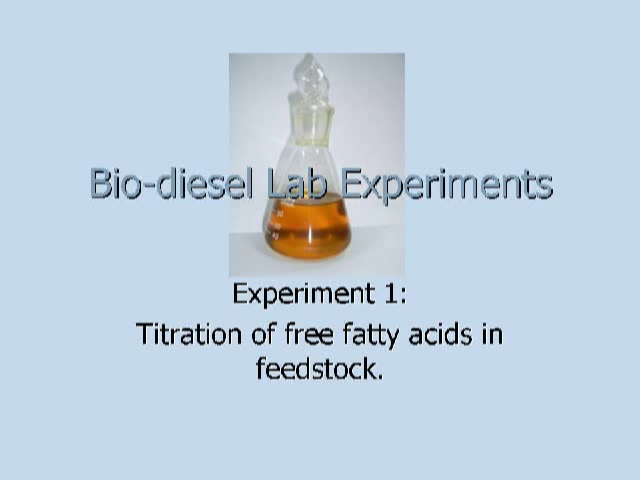 Bio-diesel Lab Experiments
Experiment 1:
Titration of free fatty acids in
feedstock.